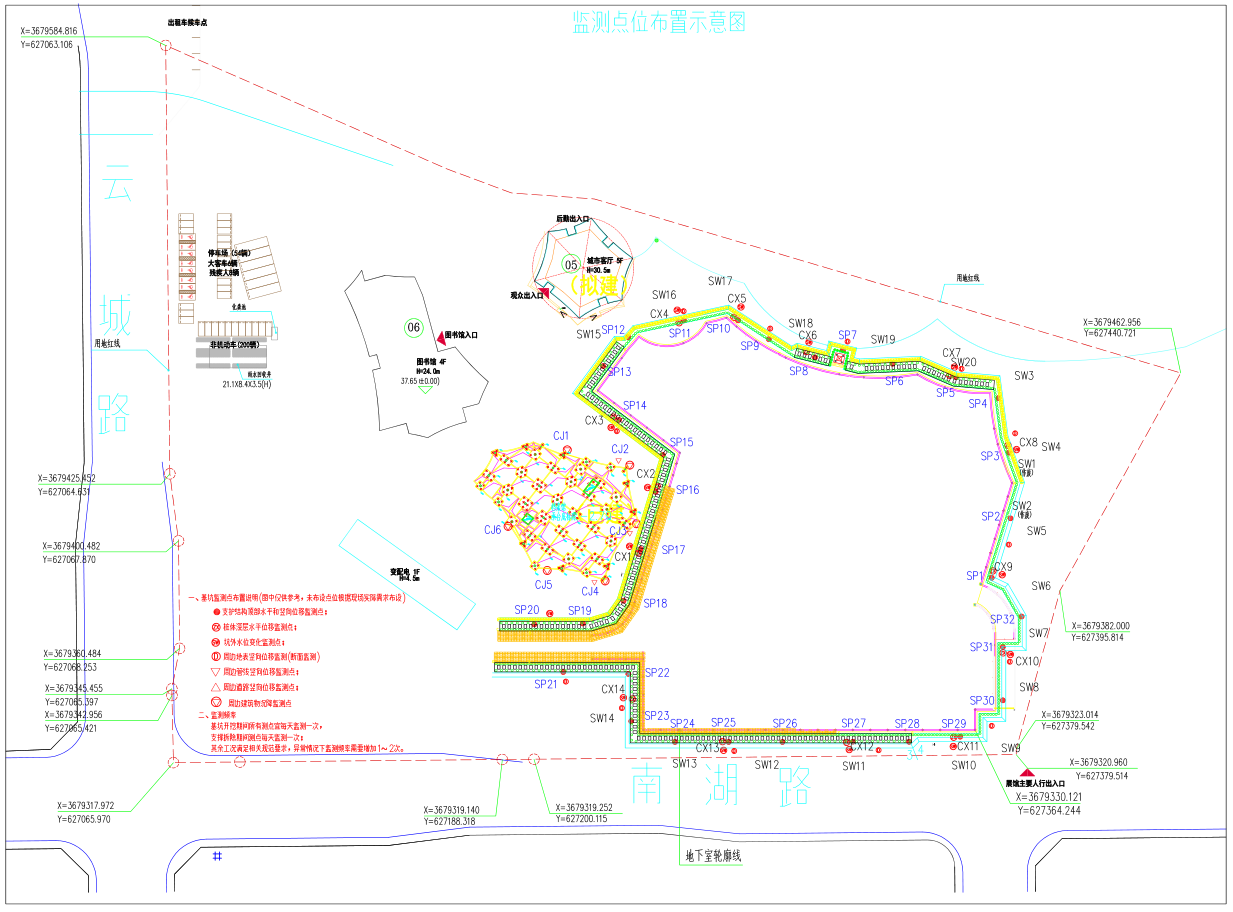 监测点位布置示意图
出租车候车点
X=3679584.816
Y=627063.106
云城路
用地红线
停车场 (54辆)
大客车6辆
残疾人8辆
化粪池
非机动车(200辆)
雨水回收井
21.1X8.4X3.5(H)
后勤出入口
05
城市客厅 5F
H=30.5m
(拟建)
观众出入口
06
图书馆入口
图书馆 4F
H=24.0m
37.65 (±0.00)
用地红线
X=3679462.956
Y=627440.721
SW17
SW16
CX5
CX4
SP11
SP10
SW15
SP12
SP9
SW18
CX6
SP7
SW19
SP8
SP6
CX7
SW20
SP5
SW3
SP4
SP13
SP14
CX3
SP15
CX8
SW4
SP3
SW1
CJ1
CJ2
CX2
SP16
SW2
SP2
SW5
CJ6
CJ3
CX1
SP17
CX9
SP1
SW6
CJ5
CJ4
SP18
SP19
SP20
SP32
SW7
SP31
CX10
SP21
SP22
CX14
SW14
SP23
SW8
SP30
SP24
SP25
SP26
SP27
SP28
SP29
CX13
CX12
CX11
SW13
SW12
SW11
SW10
SW9
变配电 1F
H=4.5m
X=3679425.452
Y=627064.631
X=3679400.482
Y=627067.870
X=3679360.484
Y=627068.253
X=3679345.455
Y=627065.397
X=3679342.956
Y=627065.421
一、基坑监测点布置说明(图中仅供参考，未布设点位根据现场实际需求布设)
支护结构顶部水平和竖向位移监测点；
桩体深层水平位移监测点；
坑外水位变化监测点；
周边地表竖向位移监测(断面监测)
周边管线竖向位移监测点；
周边道路竖向位移监测点；
周边建筑物沉降监测点
二、监测频率
基坑开挖期间所有测点宜每天监测一次；
支撑拆除期间测点每天监测一次；
其余工况满足相关规范要求，异常情况下监测频率需要增加1～2次。
X=3679382.000
Y=627395.814
X=3679323.014
Y=627379.542
X=3679320.960
Y=627379.514
展馆主要人行出入口
X=3679330.121
Y=627364.244
X=3679317.972
Y=627065.970
X=3679319.140
Y=627188.318
X=3679319.252
Y=627200.115
南湖路
地下室轮廓线